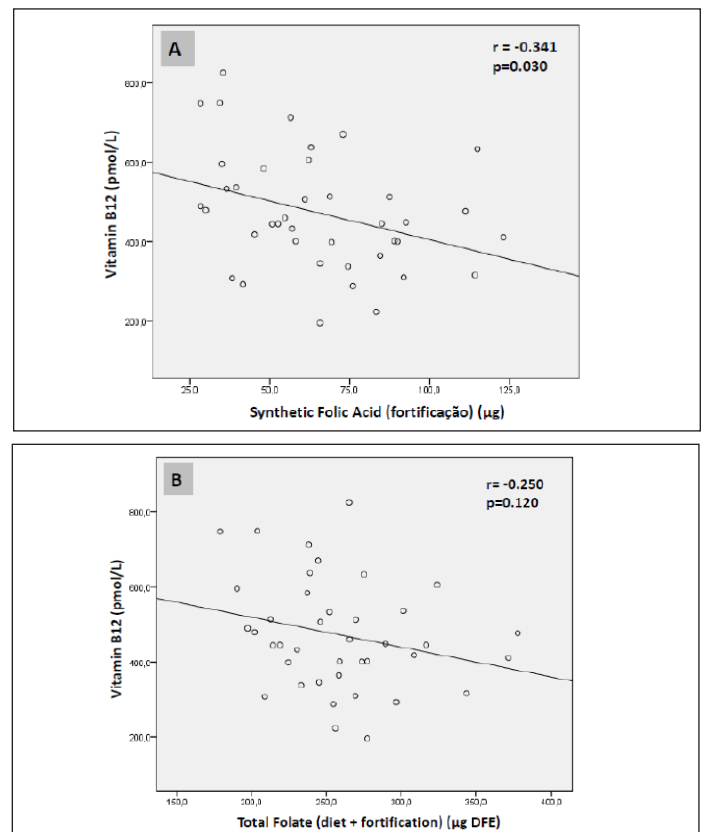 A
r = -0.341
p=0.030
Vitamin B12 (pmol/L)
800,0
600,0
400,0
200,0
25,0
50,0
75,0
100,0
125,0
Synthetic Folic Acid (fortificação) (µg)
B
r= -0.250
p=0.120
Vitamin B12 (pmol/L)
800,0
600,0
400,0
200,0
150,0
200,0
250,0
300,0
350,0
400,0
Total Folate (diet + fortification) (µg DFE)